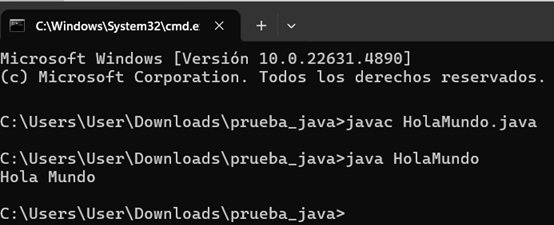 C:\Windows\System32\cmd.e
Microsoft Windows [Versión 10.0.22631.4890]
(c) Microsoft Corporation. Todos los derechos reservados.
C:\Users\User\Downloads\prueba_java>javac HolaMundo.java
C:\Users\User\Downloads\prueba_java>java HolaMundo
Hola Mundo
C:\Users\User\Downloads\prueba_java>